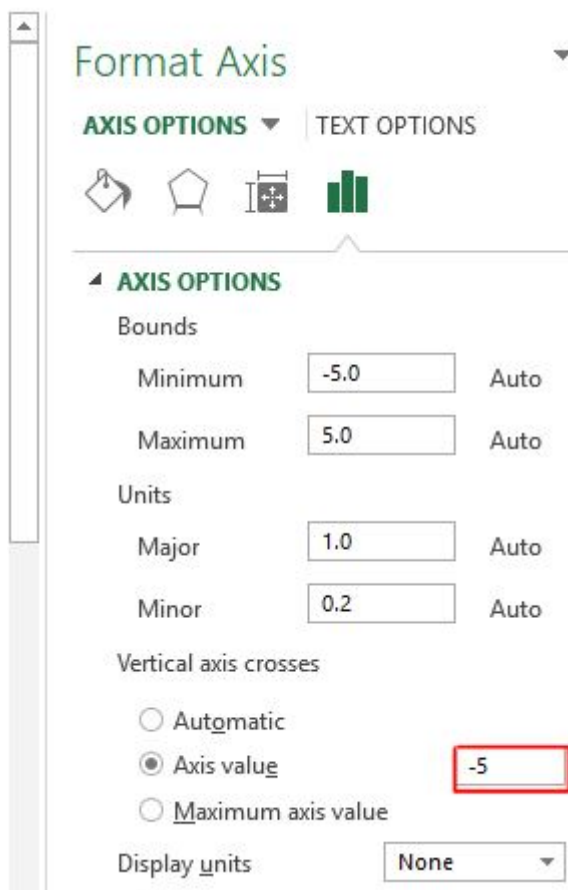 Format Axis
AXIS OPTIONS TEXT OPTIONS
AXIS OPTIONS
Bounds
Minimum -5.0 Auto
Maximum 5.0 Auto
Units
Major 1.0 Auto
Minor 0.2 Auto
Vertical axis crosses
Automatic
Axis value -5
Maximum axis value
Display units None